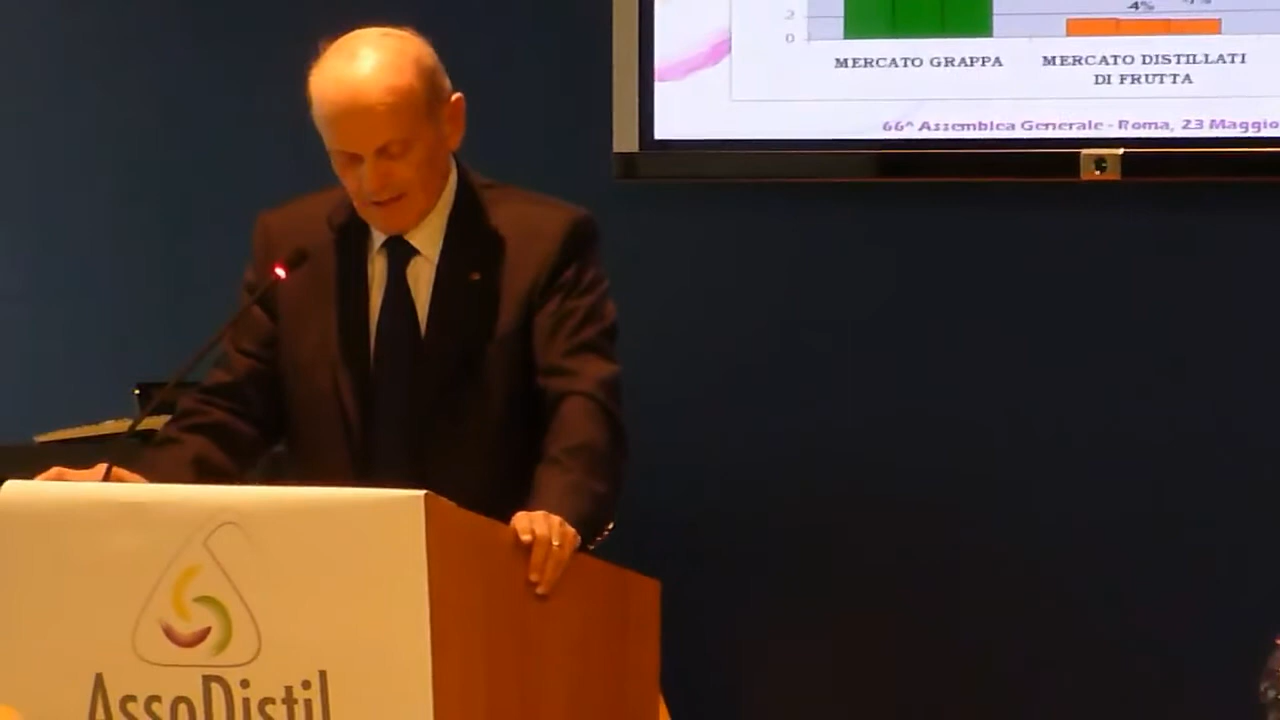 2
0
-4%
MERCATO GRAPPA
MERCATO DISTILLATI
DI FRUTTA
66^ Assemblea Generale - Roma, 23 Maggio
AssoDistil